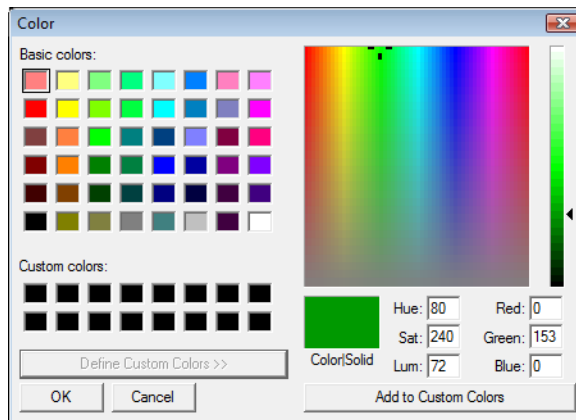 Color
Basic colors:
Custom colors:
Define Custom Colors >>
OK Cancel
Color|Solid
Hue: 80 Red: 0
Sat: 240 Green: 153
Lum: 72 Blue: 0
Add to Custom Colors